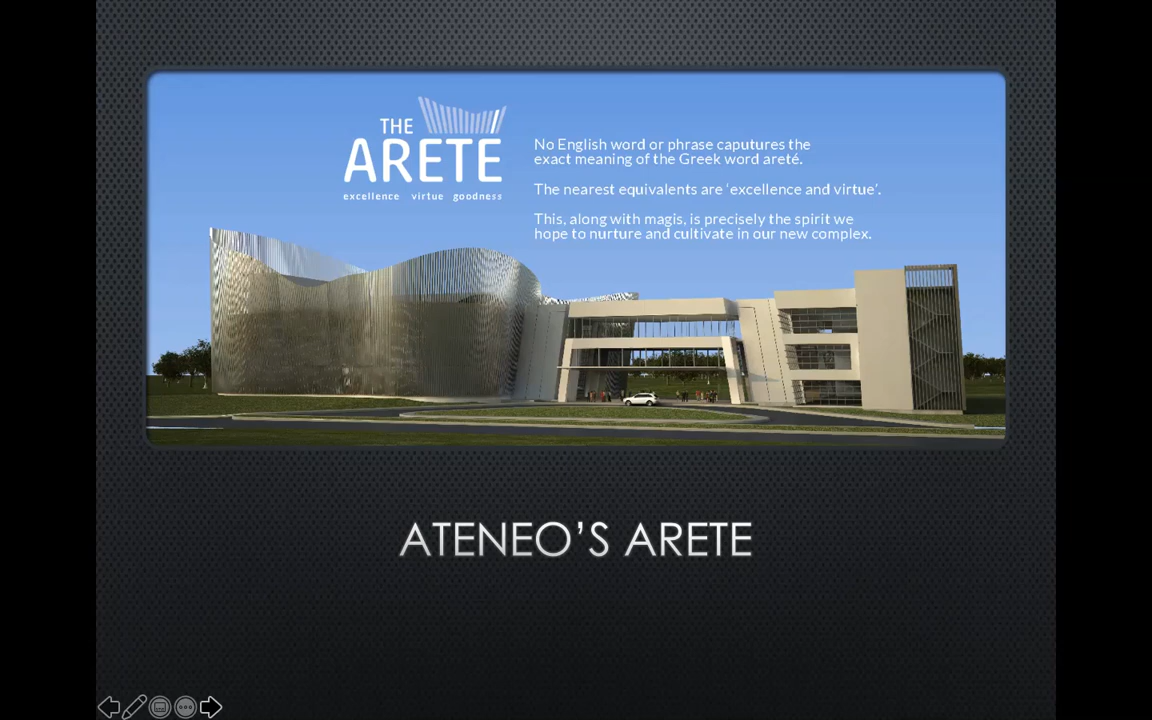 THE
ARETE
excellence virtue goodness
No English word or phrase caputures the
exact meaning of the Greek word areté.
The nearest equivalents are ‘excellence and virtue’.
This, along with magis, is precisely the spirit we
hope to nurture and cultivate in our new complex.
ATENEO’S ARETE